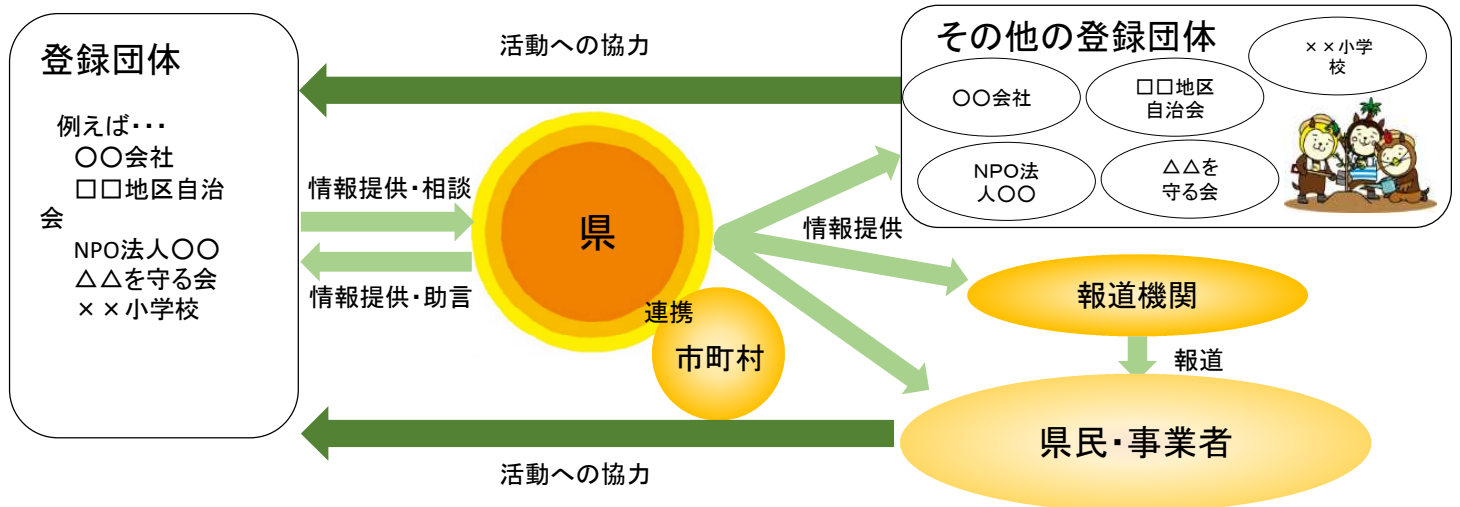 登録団体
例えば・・・
〇〇会社
□□地区自治
会
NPO法人〇〇
△△を守る会
××小学校
活動への協力
情報提供・相談
情報提供・助言
県
連携
市町村
情報提供
その他の登録団体
〇〇会社
□□地区
自治会
××小学
校
NPO法
人〇〇
△△を
守る会
報道機関
報道
県民・事業者
活動への協力